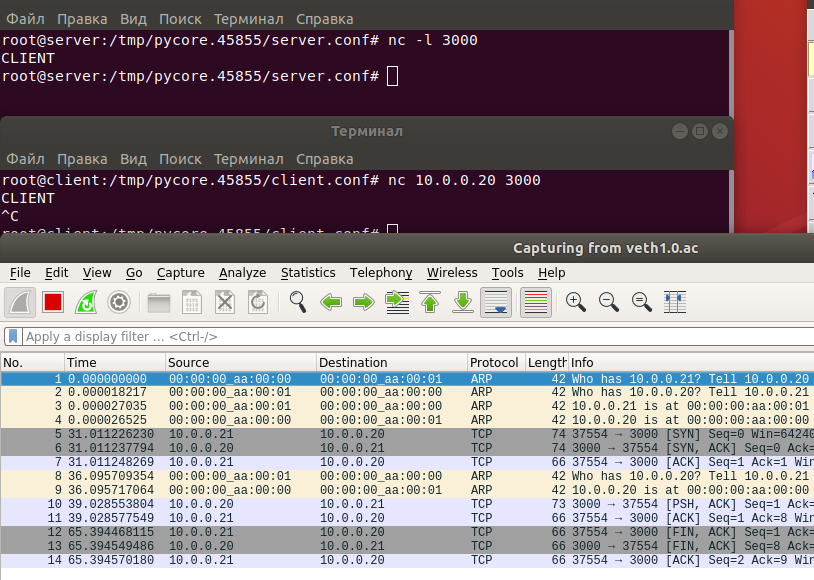 Файл Правка Вид Поиск Терминал Справка
root@server:/tmp/pycore.45855/server.conf# nc -l 3000
CLIENT
root@server:/tmp/pycore.45855/server.conf#
Терминал
Файл Правка Вид Поиск Терминал Справка
root@client:/tmp/pycore.45855/client.conf# nc 10.0.0.20 3000
CLIENT
^C
root@client:/tmp/pycore.45855/client.conf#
Capturing from veth1.0.ac
File Edit View Go Capture Analyze Statistics Telephony Wireless Tools Help
Apply a display filter ... <Ctrl-/>
No. Time Source Destination Protocol Length Info
1 0.000000000 00:00:00_aa:00:00 00:00:00_aa:00:01 ARP 42 Who has 10.0.0.21? Tell 10.0.0.20
2 0.000018217 00:00:00_aa:00:01 00:00:00_aa:00:00 ARP 42 Who has 10.0.0.20? Tell 10.0.0.21
3 0.000027035 00:00:00_aa:00:01 00:00:00_aa:00:00 ARP 42 10.0.0.21 is at 00:00:00:aa:00:01
4 0.000026525 00:00:00_aa:00:00 00:00:00_aa:00:01 ARP 42 10.0.0.20 is at 00:00:00:aa:00:00
5 31.011226230 10.0.0.21 10.0.0.20 TCP 74 37554 → 3000 [SYN] Seq=0 Win=64240
6 31.011237794 10.0.0.20 10.0.0.21 TCP 74 3000 → 37554 [SYN, ACK] Seq=0 Ack=
7 31.011248269 10.0.0.21 10.0.0.20 TCP 66 37554 → 3000 [ACK] Seq=1 Ack=1 Win
8 36.095709354 00:00:00_aa:00:01 00:00:00_aa:00:00 ARP 42 Who has 10.0.0.20? Tell 10.0.0.21
9 36.095717064 00:00:00_aa:00:00 00:00:00_aa:00:01 ARP 42 10.0.0.20 is at 00:00:00:aa:00:00
10 39.028553804 10.0.0.20 10.0.0.21 TCP 73 3000 → 37554 [PSH, ACK] Seq=1 Ack=
11 39.028577549 10.0.0.21 10.0.0.20 TCP 66 37554 → 3000 [ACK] Seq=1 Ack=8 Win
12 65.394468115 10.0.0.21 10.0.0.20 TCP 66 37554 → 3000 [FIN, ACK] Seq=1 Ack=
13 65.394549486 10.0.0.20 10.0.0.21 TCP 66 3000 → 37554 [FIN, ACK] Seq=8 Ack=
14 65.394570180 10.0.0.21 10.0.0.20 TCP 66 37554 → 3000 [ACK] Seq=2 Ack=9 Win